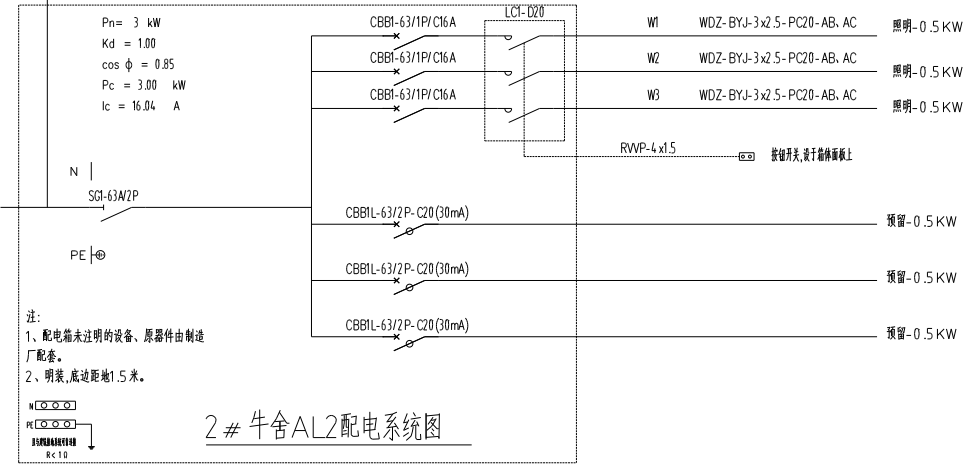 Pn= 3 kW
Kd = 1.00
cos ϕ = 0.85
Pc = 3.00 kW
Ic = 16.04 A
N
SG1-63A/2P
PE
LC1-D20
CBB1-63/1P/C16A W1 WDZ-BYJ-3x2.5-PC20-AB、AC 照明-0.5KW
CBB1-63/1P/C16A W2 WDZ-BYJ-3x2.5-PC20-AB、AC 照明-0.5KW
CBB1-63/1P/C16A W3 WDZ-BYJ-3x2.5-PC20-AB、AC 照明-0.5KW
RVVP-4x1.5 按钮开关,设于箱体面板上
CBB1L-63/2P-C20(30mA) 预留-0.5KW
CBB1L-63/2P-C20(30mA) 预留-0.5KW
CBB1L-63/2P-C20(30mA) 预留-0.5KW
注:
1、配电箱未注明的设备、原器件由制造
厂配套。
2、明装,底边距地1.5米。
N
PE
R<1Ω
2#牛舍AL2配电系统图